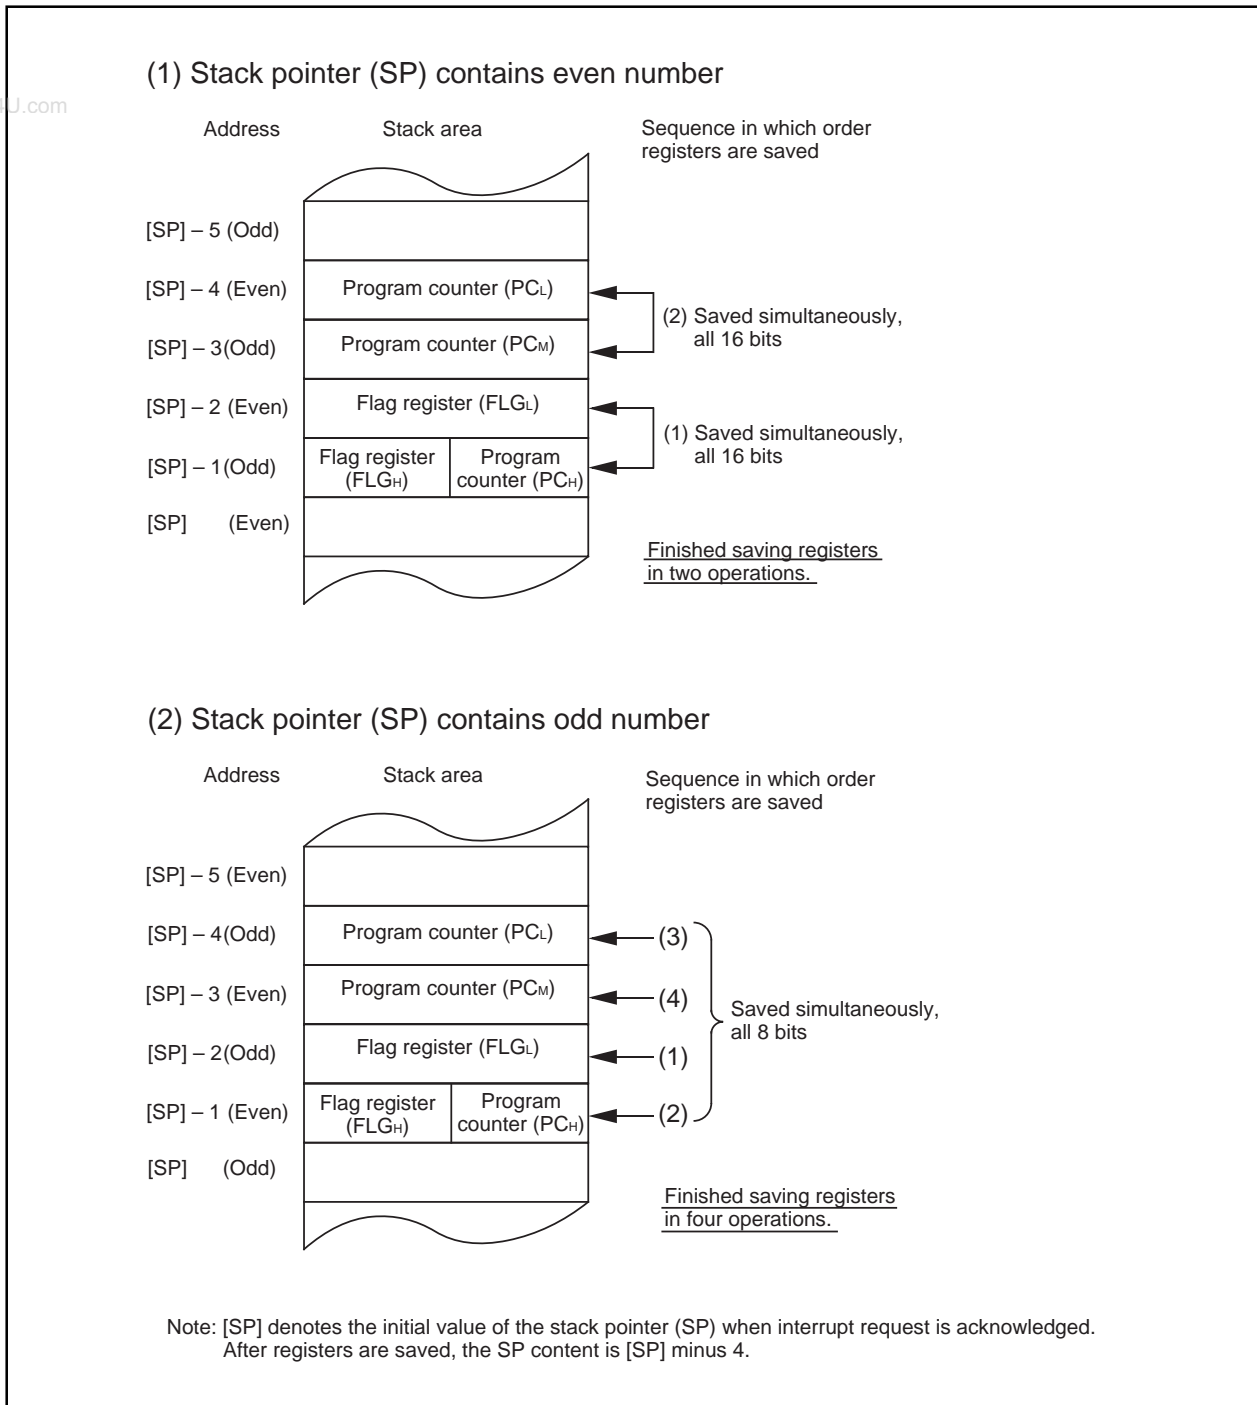 (1) Stack pointer (SP) contains even number
4U.com
Address
Stack area
Sequence in which order
registers are saved
[SP] – 5 (Odd)
[SP] – 4 (Even)
Program counter (PCL)
(2) Saved simultaneously,
all 16 bits
[SP] – 3(Odd)
Program counter (PCM)
[SP] – 2 (Even)
Flag register (FLGL)
(1) Saved simultaneously,
all 16 bits
[SP] – 1(Odd)
Flag register
(FLGH)
Program
counter (PCH)
[SP] (Even)
Finished saving registers
in two operations.
(2) Stack pointer (SP) contains odd number
Address
Stack area
Sequence in which order
registers are saved
[SP] – 5 (Even)
[SP] – 4(Odd)
Program counter (PCL)
(3)
[SP] – 3 (Even)
Program counter (PCM)
(4)
Saved simultaneously,
all 8 bits
[SP] – 2(Odd)
Flag register (FLGL)
(1)
[SP] – 1 (Even)
Flag register
(FLGH)
Program
counter (PCH)
(2)
[SP] (Odd)
Finished saving registers
in four operations.
Note: [SP] denotes the initial value of the stack pointer (SP) when interrupt request is acknowledged.
After registers are saved, the SP content is [SP] minus 4.